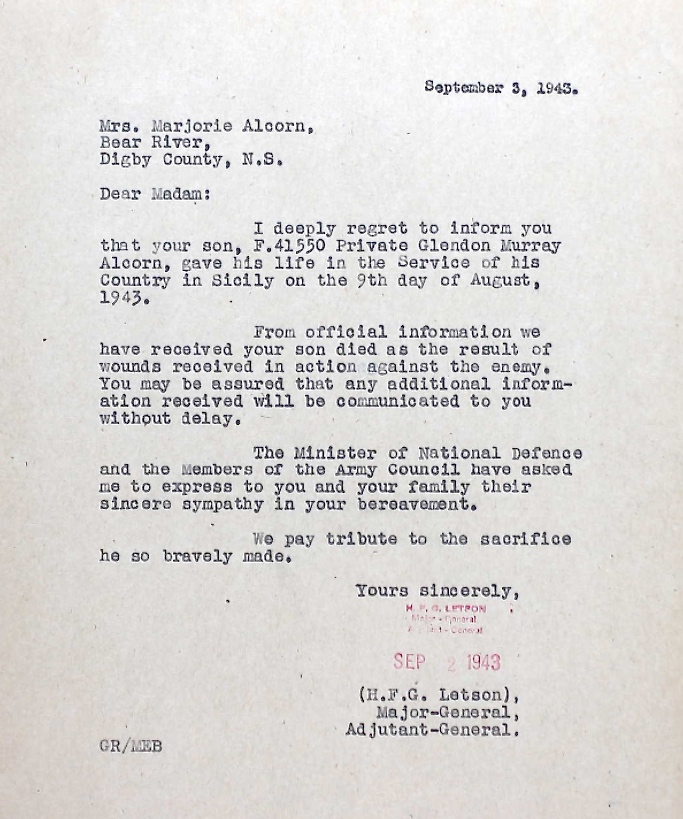 September 3, 1943.
Mrs. Marjorie Alcorn,
Bear River,
Digby County, N.S.
Dear Madam:
I deeply regret to inform you
that your son, F.41550 Private Glendon Murray
Alcorn, gave his life in the Service of his
Country in Sicily on the 9th day of August,
1943.
From official information we
have received your son died as the result of
wounds received in action against the enemy.
You may be assured that any additional inform-
ation received will be communicated to you
without delay.
The Minister of National Defence
and the Members of the Army Council have asked
me to express to you and your family their
sincere sympathy in your bereavement.
We pay tribute to the sacrifice
he so bravely made.
Yours sincerely,
H. F. G. LETSON
Major-General
Adjutant-General
SEP 2 1943
(H.F.G. Letson),
Major-General,
Adjutant-General.
GR/MEB